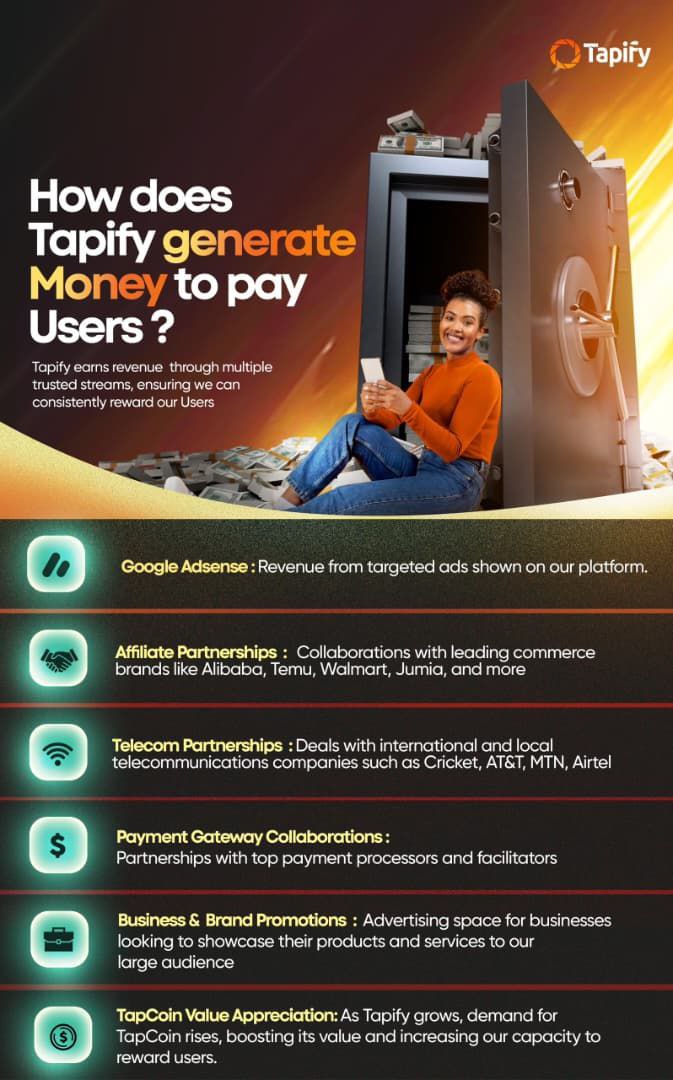 Tapify
How does
Tapify generate
Money to pay
Users ?
Tapify earns revenue through multiple
trusted streams, ensuring we can
consistently reward our Users
Google Adsense : Revenue from targeted ads shown on our platform.
Affiliate Partnerships : Collaborations with leading commerce
brands like Alibaba, Temu, Walmart, Jumia, and more
Telecom Partnerships : Deals with international and local
telecommunications companies such as Cricket, AT&T, MTN, Airtel
$
Payment Gateway Collaborations :
Partnerships with top payment processors and facilitators
Business & Brand Promotions : Advertising space for businesses
looking to showcase their products and services to our
large audience
$
TapCoin Value Appreciation: As Tapify grows, demand for
TapCoin rises, boosting its value and increasing our capacity to
reward users.